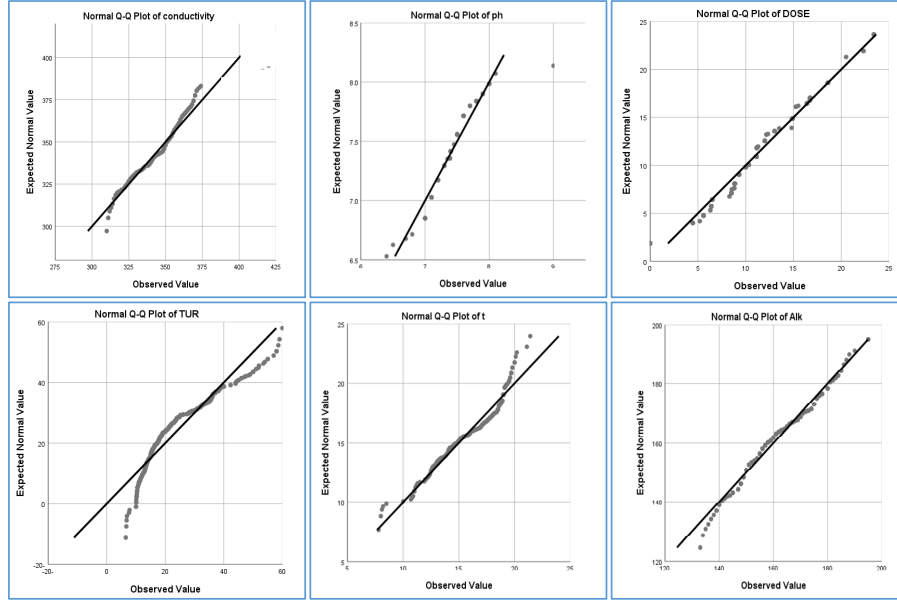 Normal Q-Q Plot of conductivity
Expected Normal Value
400
375
350
325
300
275 300 325 350 375 400 425
Observed Value
Normal Q-Q Plot of ph
Expected Normal Value
8.5
8.0
7.5
7.0
6.5
6 7 8 9
Observed Value
Normal Q-Q Plot of DOSE
Expected Normal Value
25
20
15
10
5
0
0 5 10 15 20 25
Observed Value
Normal Q-Q Plot of TUR
Expected Normal Value
60
40
20
0
-20-
-20 0 20 40 60
Observed Value
Normal Q-Q Plot of t
Expected Normal Value
25
20
15
10
5
5 10 15 20 25
Observed Value
Normal Q-Q Plot of Alk
Expected Normal Value
200
180
160
140
120
120 140 160 180 200
Observed Value